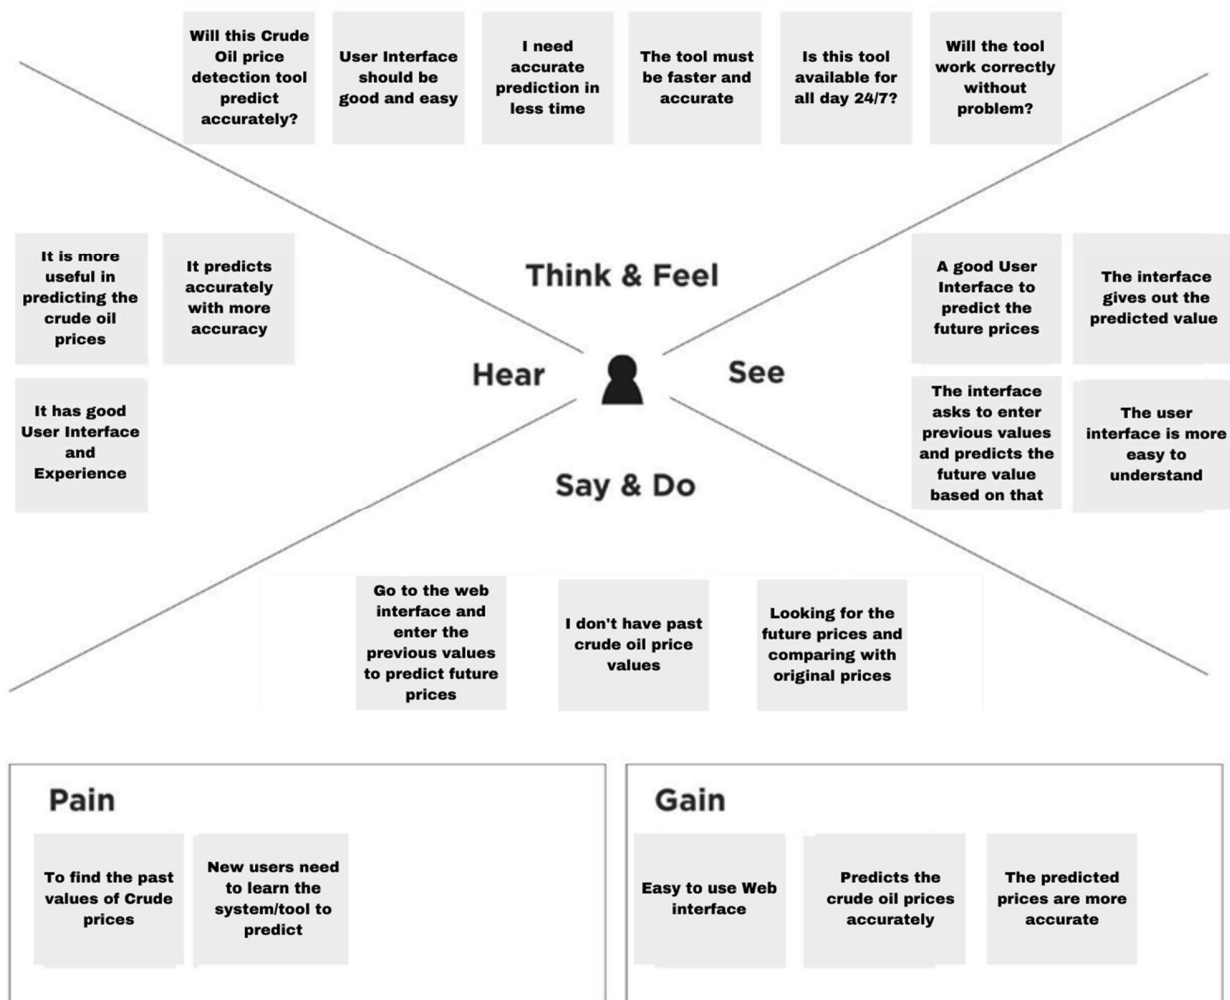 Will this Crude
Oil price
detection tool
predict
accurately?
User Interface
should be
good and easy
I need
accurate
prediction in
less time
The tool must
be faster and
accurate
Is this tool
available for
all day 24/7?
Will the tool
work correctly
without
problem?
Think & Feel
It is more
useful in
predicting the
crude oil
prices
It predicts
accurately
with more
accuracy
It has good
User Interface
and
Experience
Hear
See
A good User
Interface to
predict the
future prices
The interface
gives out the
predicted value
The interface
asks to enter
previous values
and predicts the
future value
based on that
The user
interface is more
easy to
understand
Say & Do
Go to the web
interface and
enter the
previous values
to predict future
prices
I don't have past
crude oil price
values
Looking for the
future prices and
comparing with
original prices
Pain
To find the past
values of Crude
prices
New users need
to learn the
system/tool to
predict
Gain
Easy to use Web
interface
Predicts the
crude oil prices
accurately
The predicted
prices are more
accurate